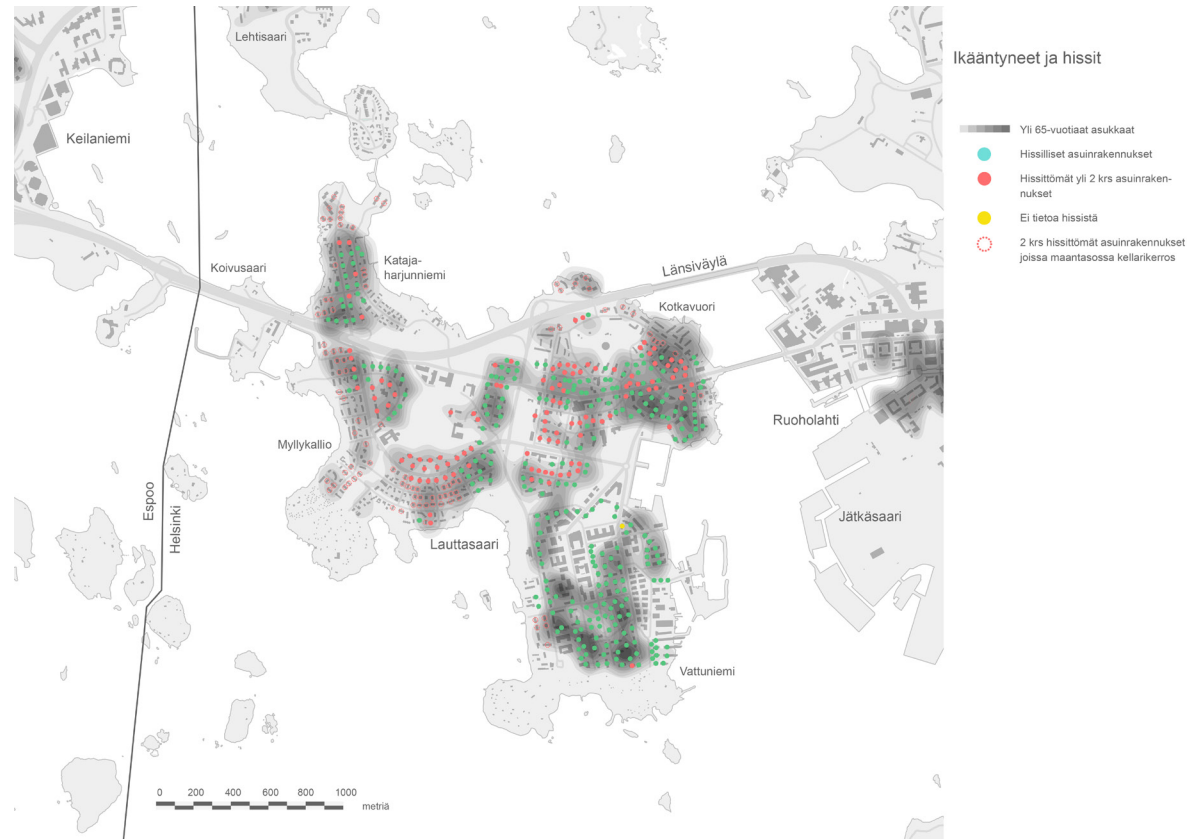 Lehtisaari
Ikääntyneet ja hissit
Keilaniemi
Yli 65-vuotiaat asukkaat
Hissilliset asuinrakennukset
Hissittömät yli 2 krs asuinraken-
nukset
Ei tietoa hissistä
2 krs hissittömät asuinrakennukset
joissa maantasossa kellarikerros
Koivusaari
Kataja-
harjunniemi
Länsiväylä
Kotkavuori
Ruoholahti
Myllykallio
Espoo
Helsinki
Lauttasaari
Jätkäsaari
Vattuniemi
0 200 400 600 800 1000
metriä